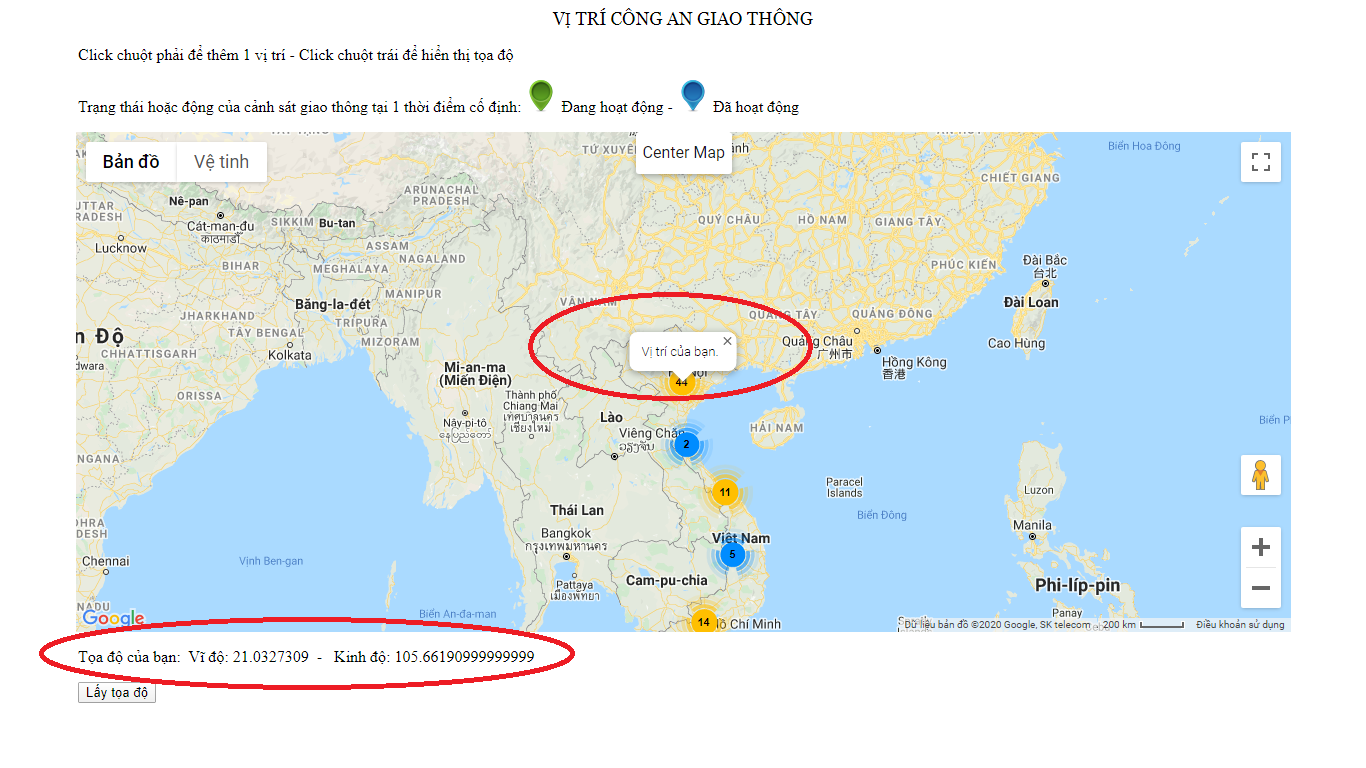 VỊ TRÍ CÔNG AN GIAO THÔNG
Click chuột phải để thêm 1 vị trí - Click chuột trái để hiển thị tọa độ
Trạng thái hoặc động của cảnh sát giao thông tại 1 thời điểm cố định: Đang hoạt động - Đã hoạt động
Bản đồ
Vệ tinh
Center Map
Biển Hoa Đông
CHIẾT GIANG
ARUNACHAL
PRADESH
Nê-pan
SIKKIM
Bu-tan
QUÝ CHÂU
HỒ NAM
GIANG TÂY
Cát-man-đu
काठमाडौं
Lucknow
ASSAM
NAGALAND
BIHAR
MEGHALAYA
PHÚC KIẾN
Đài Bắc
台北
MANIPUR
Băng-la-đét
VÂN NAM
Đài Loan
JHARKHAND
TRIPURA
QUẢNG TÂY
QUẢNG ĐÔNG
TÂY BENGAL
MIZORAM
n Độ
CHHATTISGARH
Kolkata
Vị trí của bạn.
Quảng Châu
广州市
Cao Hùng
Hồng Kông
香港
Mi-an-ma
(Miến Điện)
44
ORISSA
Thành phố
Chiang Mai
เทศบาลนคร
เชียงใหม่
Lào
HẢI NAM
Nây-pi-tô
နေပြည်တော်
Viêng Chăn
ວຽງຈັນ
2
Biển P
11
Paracel
Islands
Luzon
Thái Lan
Biển Đông
Bangkok
กรุงเทพมหานคร
Manila
Việt Nam
5
Chennai
Vịnh Ben-gan
Pattaya
เมืองพัทยา
Cam-pu-chia
Phi-líp-pin
NADU
Google
Biển An-đa-man
14
Hồ Chí Minh
Panay
Dữ liệu bản đồ ©2020 Google, SK telecom
200 km
Điều khoản sử dụng
Tọa độ của bạn: Vĩ độ: 21.0327309 - Kinh độ: 105.66190999999999
Lấy tọa độ